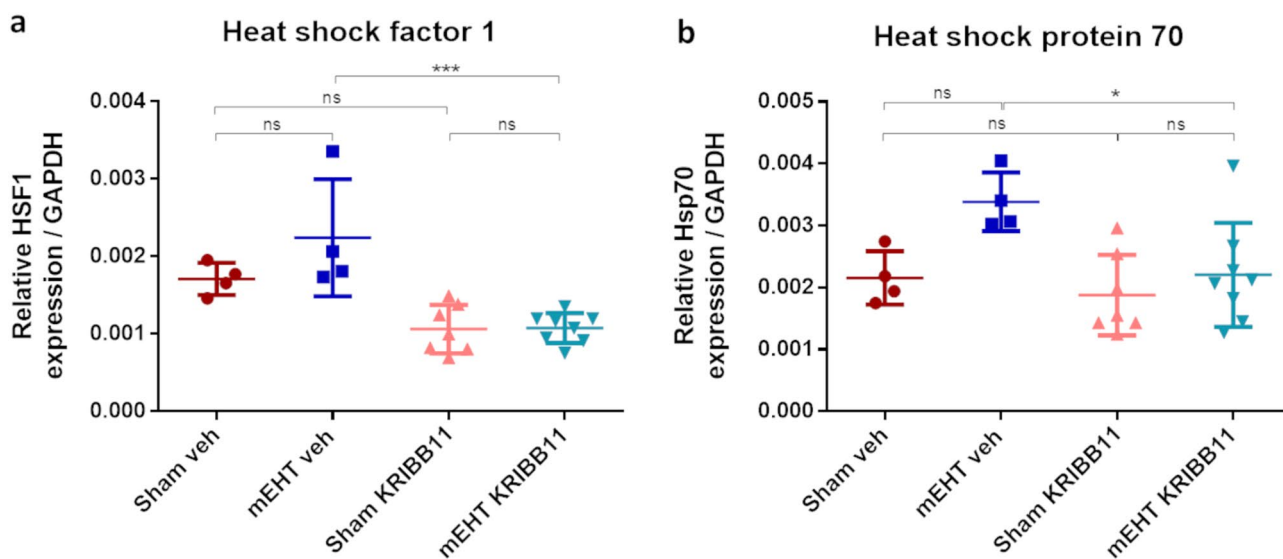 a
Heat shock factor 1
***
ns
ns
ns
Relative HSF1
expression / GAPDH
0.004
0.003
0.002
0.001
0.000
Sham veh
mEHT veh
Sham KRIBB11
mEHT KRIBB11
b
Heat shock protein 70
ns
*
ns
ns
Relative Hsp70
expression / GAPDH
0.005
0.004
0.003
0.002
0.001
0.000
Sham veh
mEHT veh
Sham KRIBB11
mEHT KRIBB11